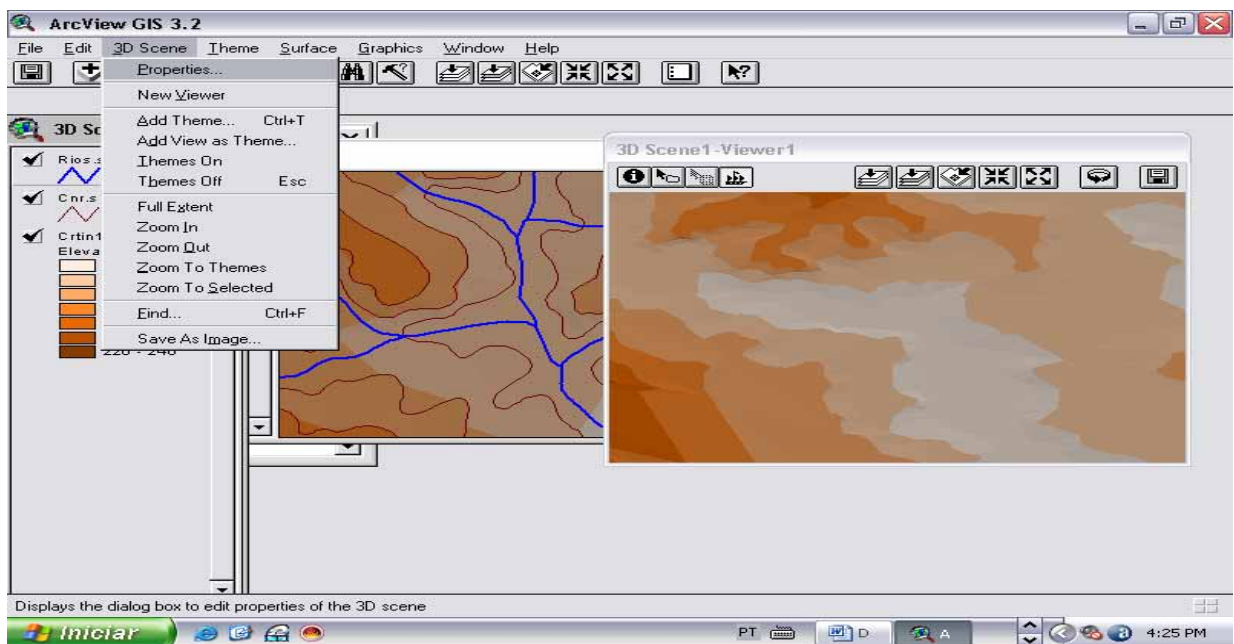 ArcView GIS 3.2
File Edit 3D Scene Theme Surface Graphics Window Help
Properties...
New Viewer
Add Theme... Ctrl+T
Add View as Theme...
Themes On
Themes Off Esc
Full Extent
Zoom In
Zoom Out
Zoom To Themes
Zoom To Selected
Find... Ctrl+F
Save As Image...
3D Sc
Rios.s
Cnr.s
Crtin1
Eleva
220 - 240
3D Scene1-Viewer1
Displays the dialog box to edit properties of the 3D scene
Iniciar
PT
D
A
4:25 PM